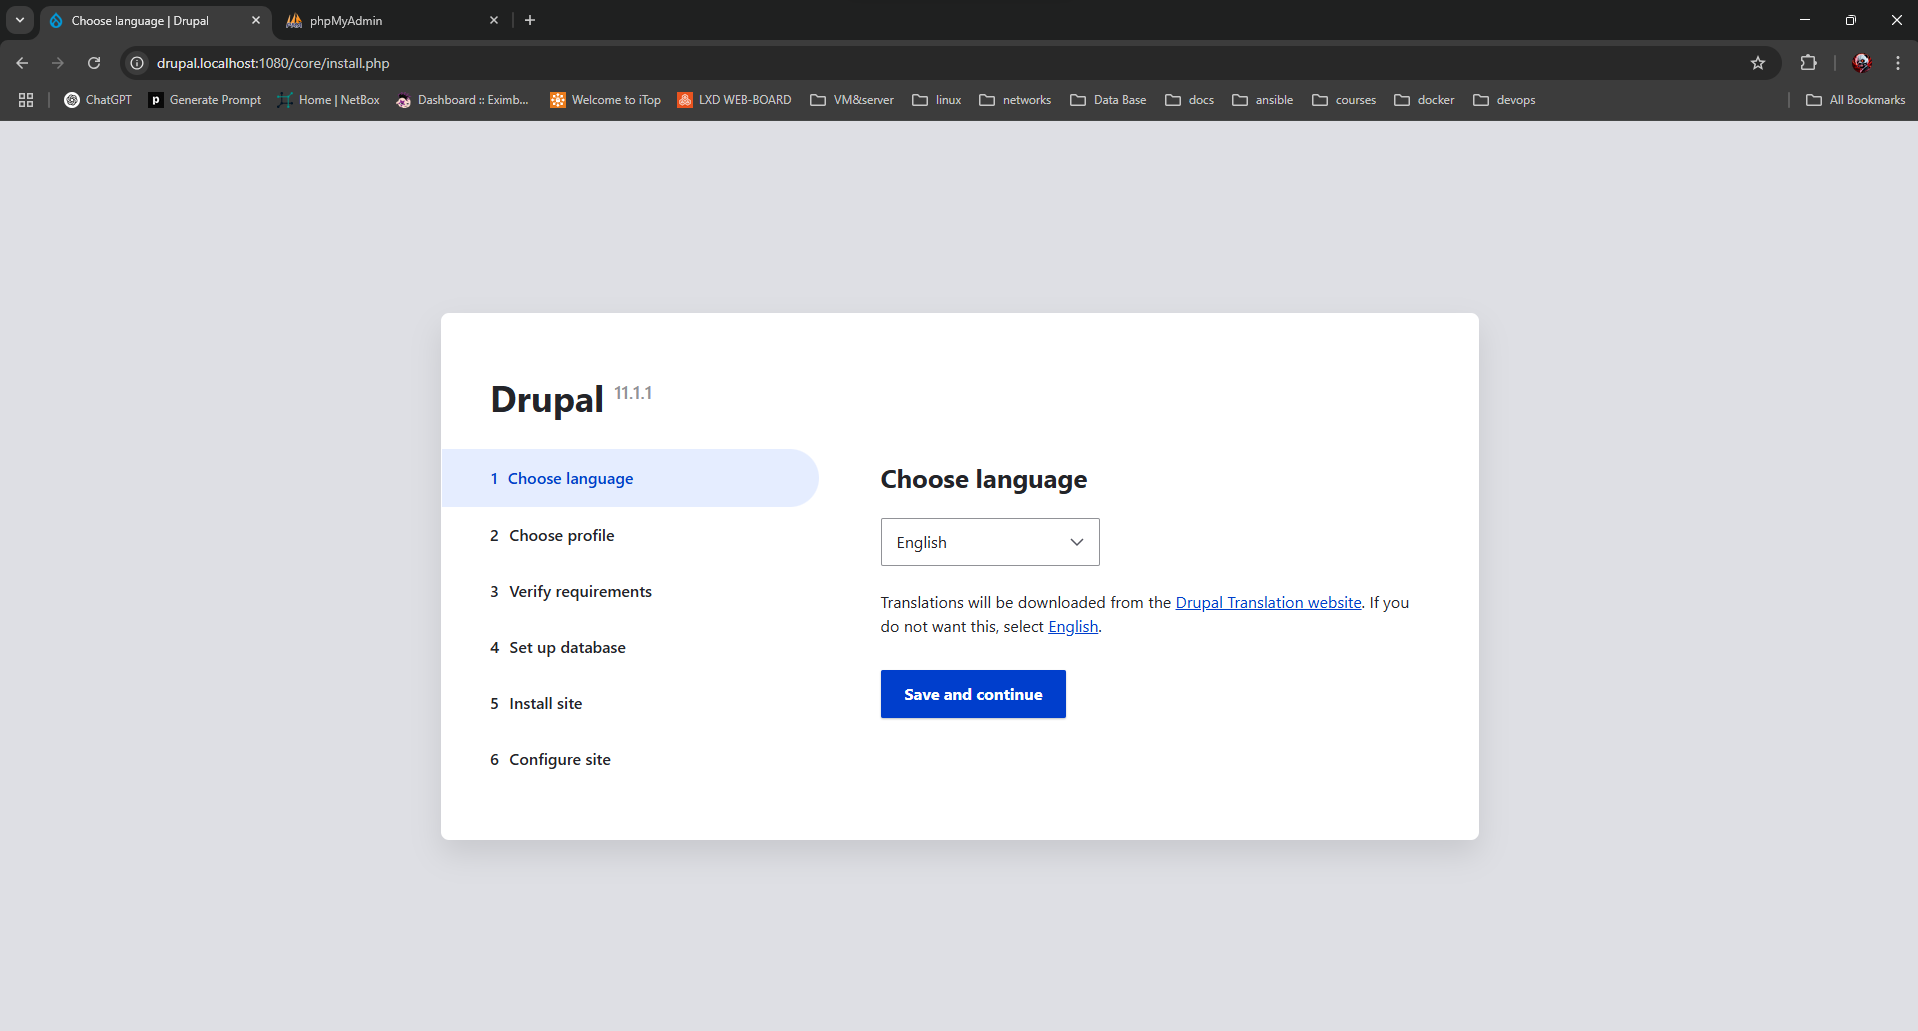 Choose language | Drupal
phpMyAdmin
drupal.localhost:1080/core/install.php
ChatGPT
Generate Prompt
Home | NetBox
Dashboard :: Eximb...
Welcome to iTop
LXD WEB-BOARD
VM&server
linux
networks
Data Base
docs
ansible
courses
docker
devops
All Bookmarks
Drupal 11.1.1
1 Choose language
2 Choose profile
3 Verify requirements
4 Set up database
5 Install site
6 Configure site
Choose language
English
Translations will be downloaded from the Drupal Translation website. If you
do not want this, select English.
Save and continue